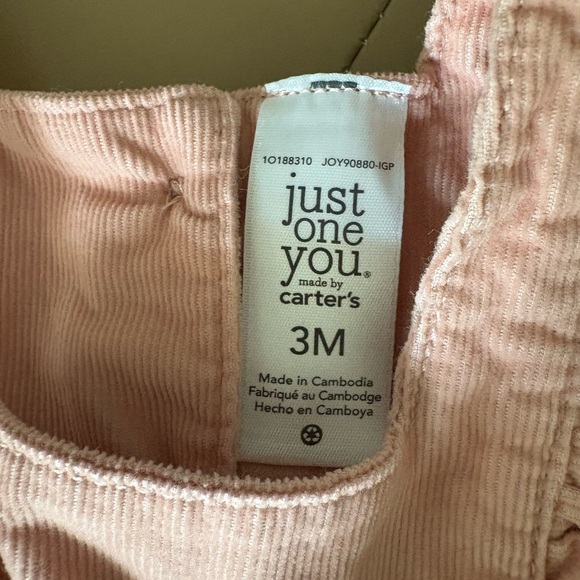 1O188310 JOY90880-IGP
just
one
you®
made by
carter's
3M
Made in Cambodia
Fabriqué au Cambodge
Hecho en Camboya